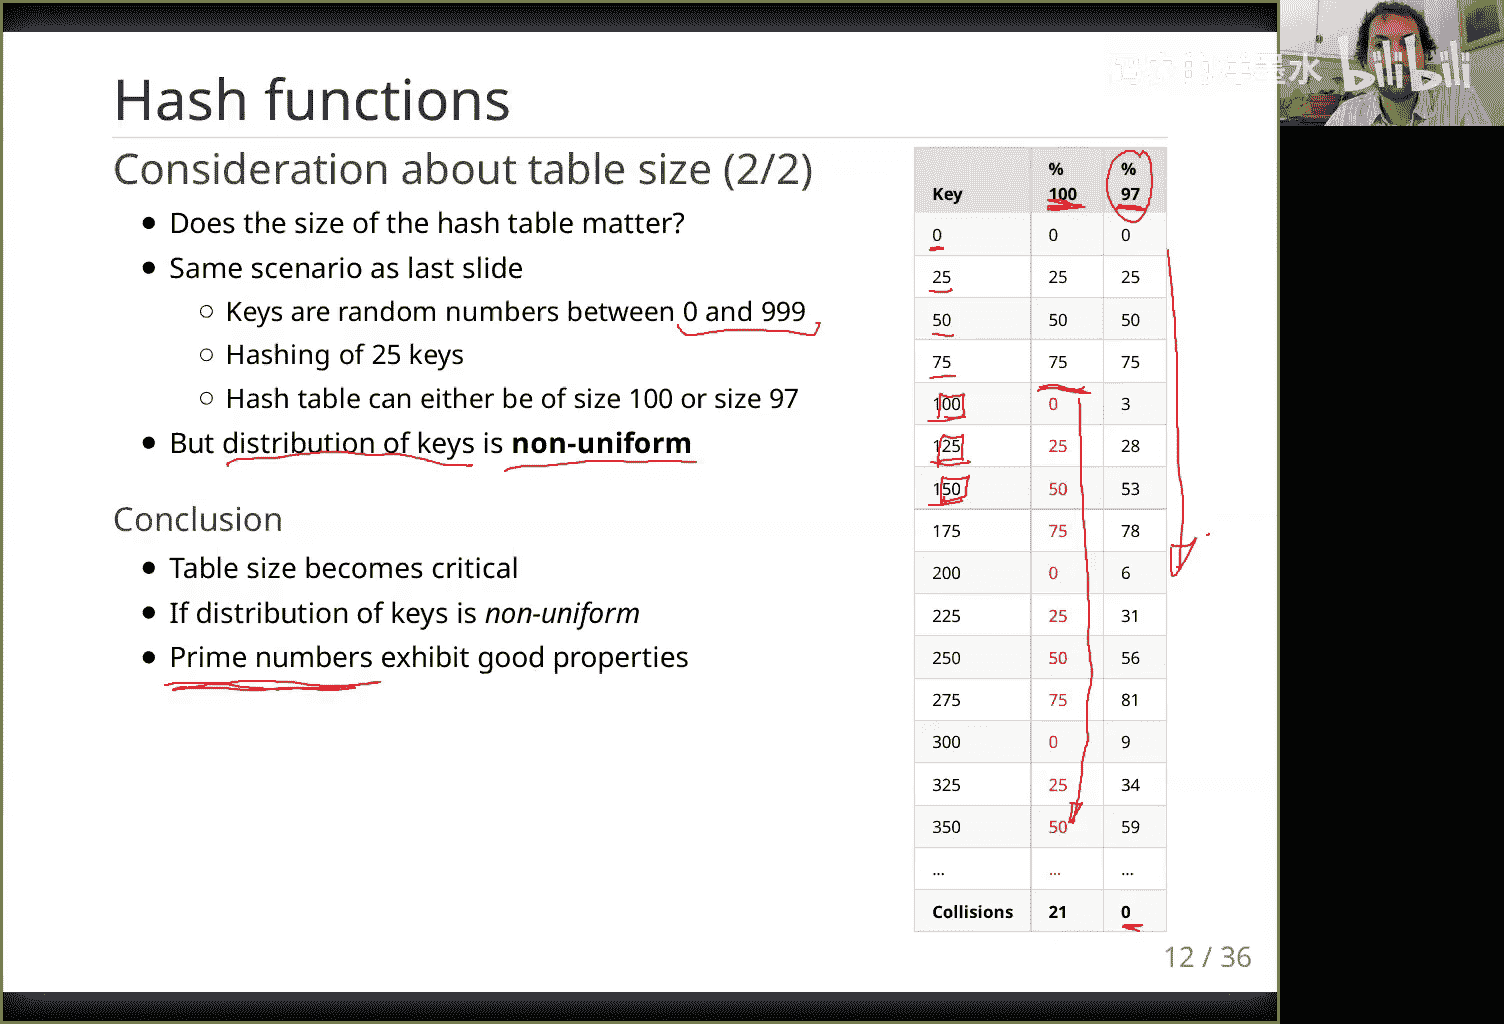 Hash functions
Consideration about table size (2/2)
● Does the size of the hash table matter?
● Same scenario as last slide
○ Keys are random numbers between 0 and 999
○ Hashing of 25 keys
○ Hash table can either be of size 100 or size 97
● But distribution of keys is non-uniform
Conclusion
● Table size becomes critical
● If distribution of keys is non-uniform
● Prime numbers exhibit good properties
Key % 100 % 97
0 0 0
25 25 25
50 50 50
75 75 75
100 0 3
125 25 28
150 50 53
175 75 78
200 0 6
225 25 31
250 50 56
275 75 81
300 0 9
325 25 34
350 50 59
... ... ...
Collisions 21 0
12 / 36
bilibili